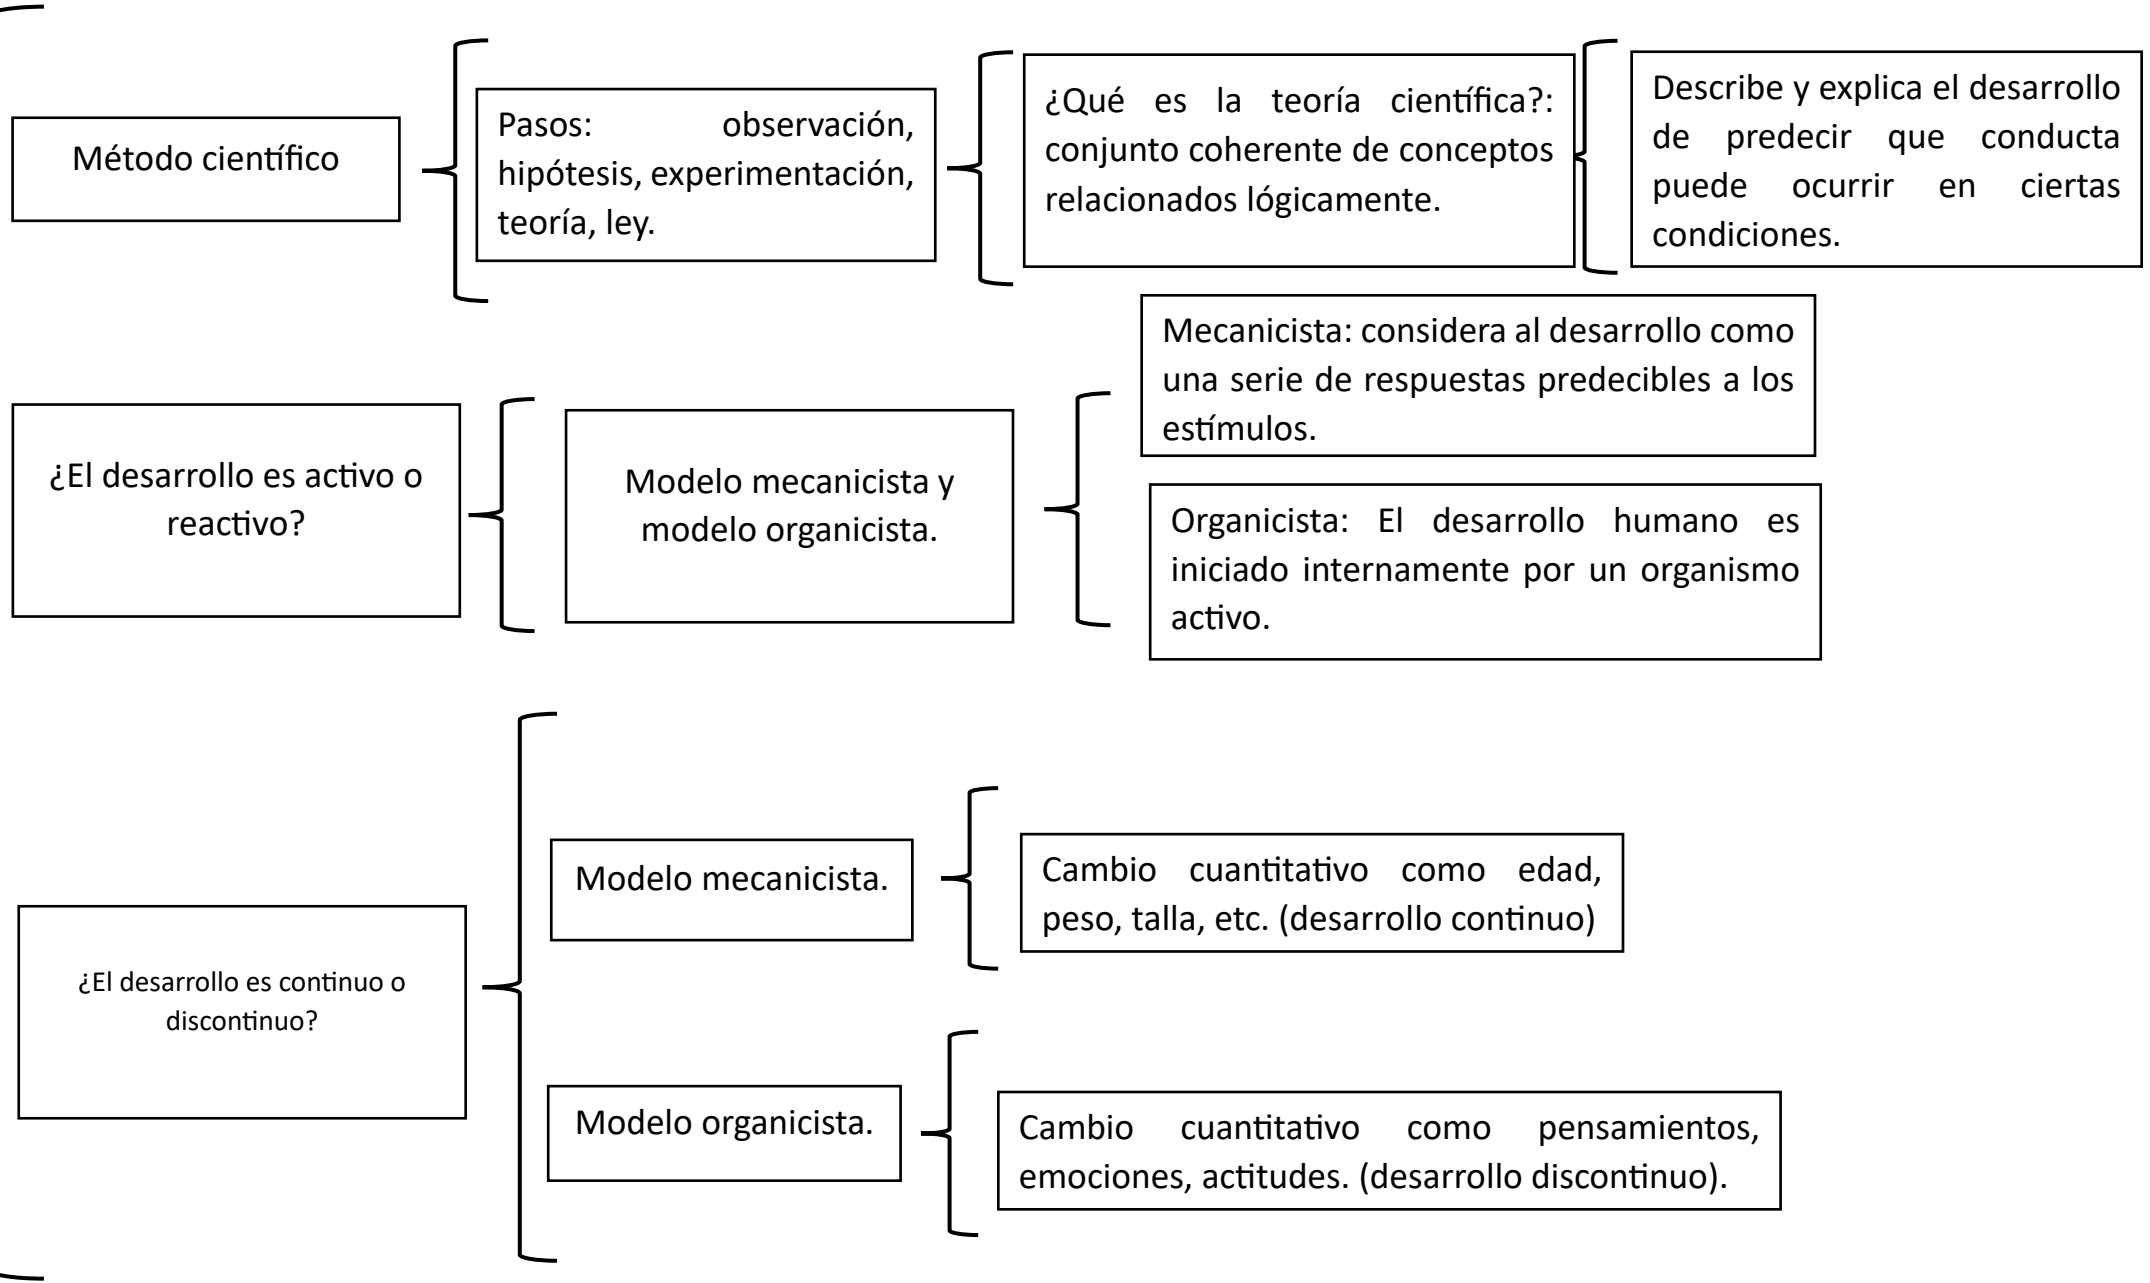 Método científico
Pasos: observación,
hipótesis, experimentación,
teoría, ley.
¿Qué es la teoría científica?:
conjunto coherente de conceptos
relacionados lógicamente.
Describe y explica el desarrollo
de predecir que conducta
puede ocurrir en ciertas
condiciones.
¿El desarrollo es activo o
reactivo?
Modelo mecanicista y
modelo organicista.
Mecanicista: considera al desarrollo como
una serie de respuestas predecibles a los
estímulos.
Organicista: El desarrollo humano es
iniciado internamente por un organismo
activo.
¿El desarrollo es continuo o
discontinuo?
Modelo mecanicista.
Cambio cuantitativo como edad,
peso, talla, etc. (desarrollo continuo)
Modelo organicista.
Cambio cuantitativo como pensamientos,
emociones, actitudes. (desarrollo discontinuo).